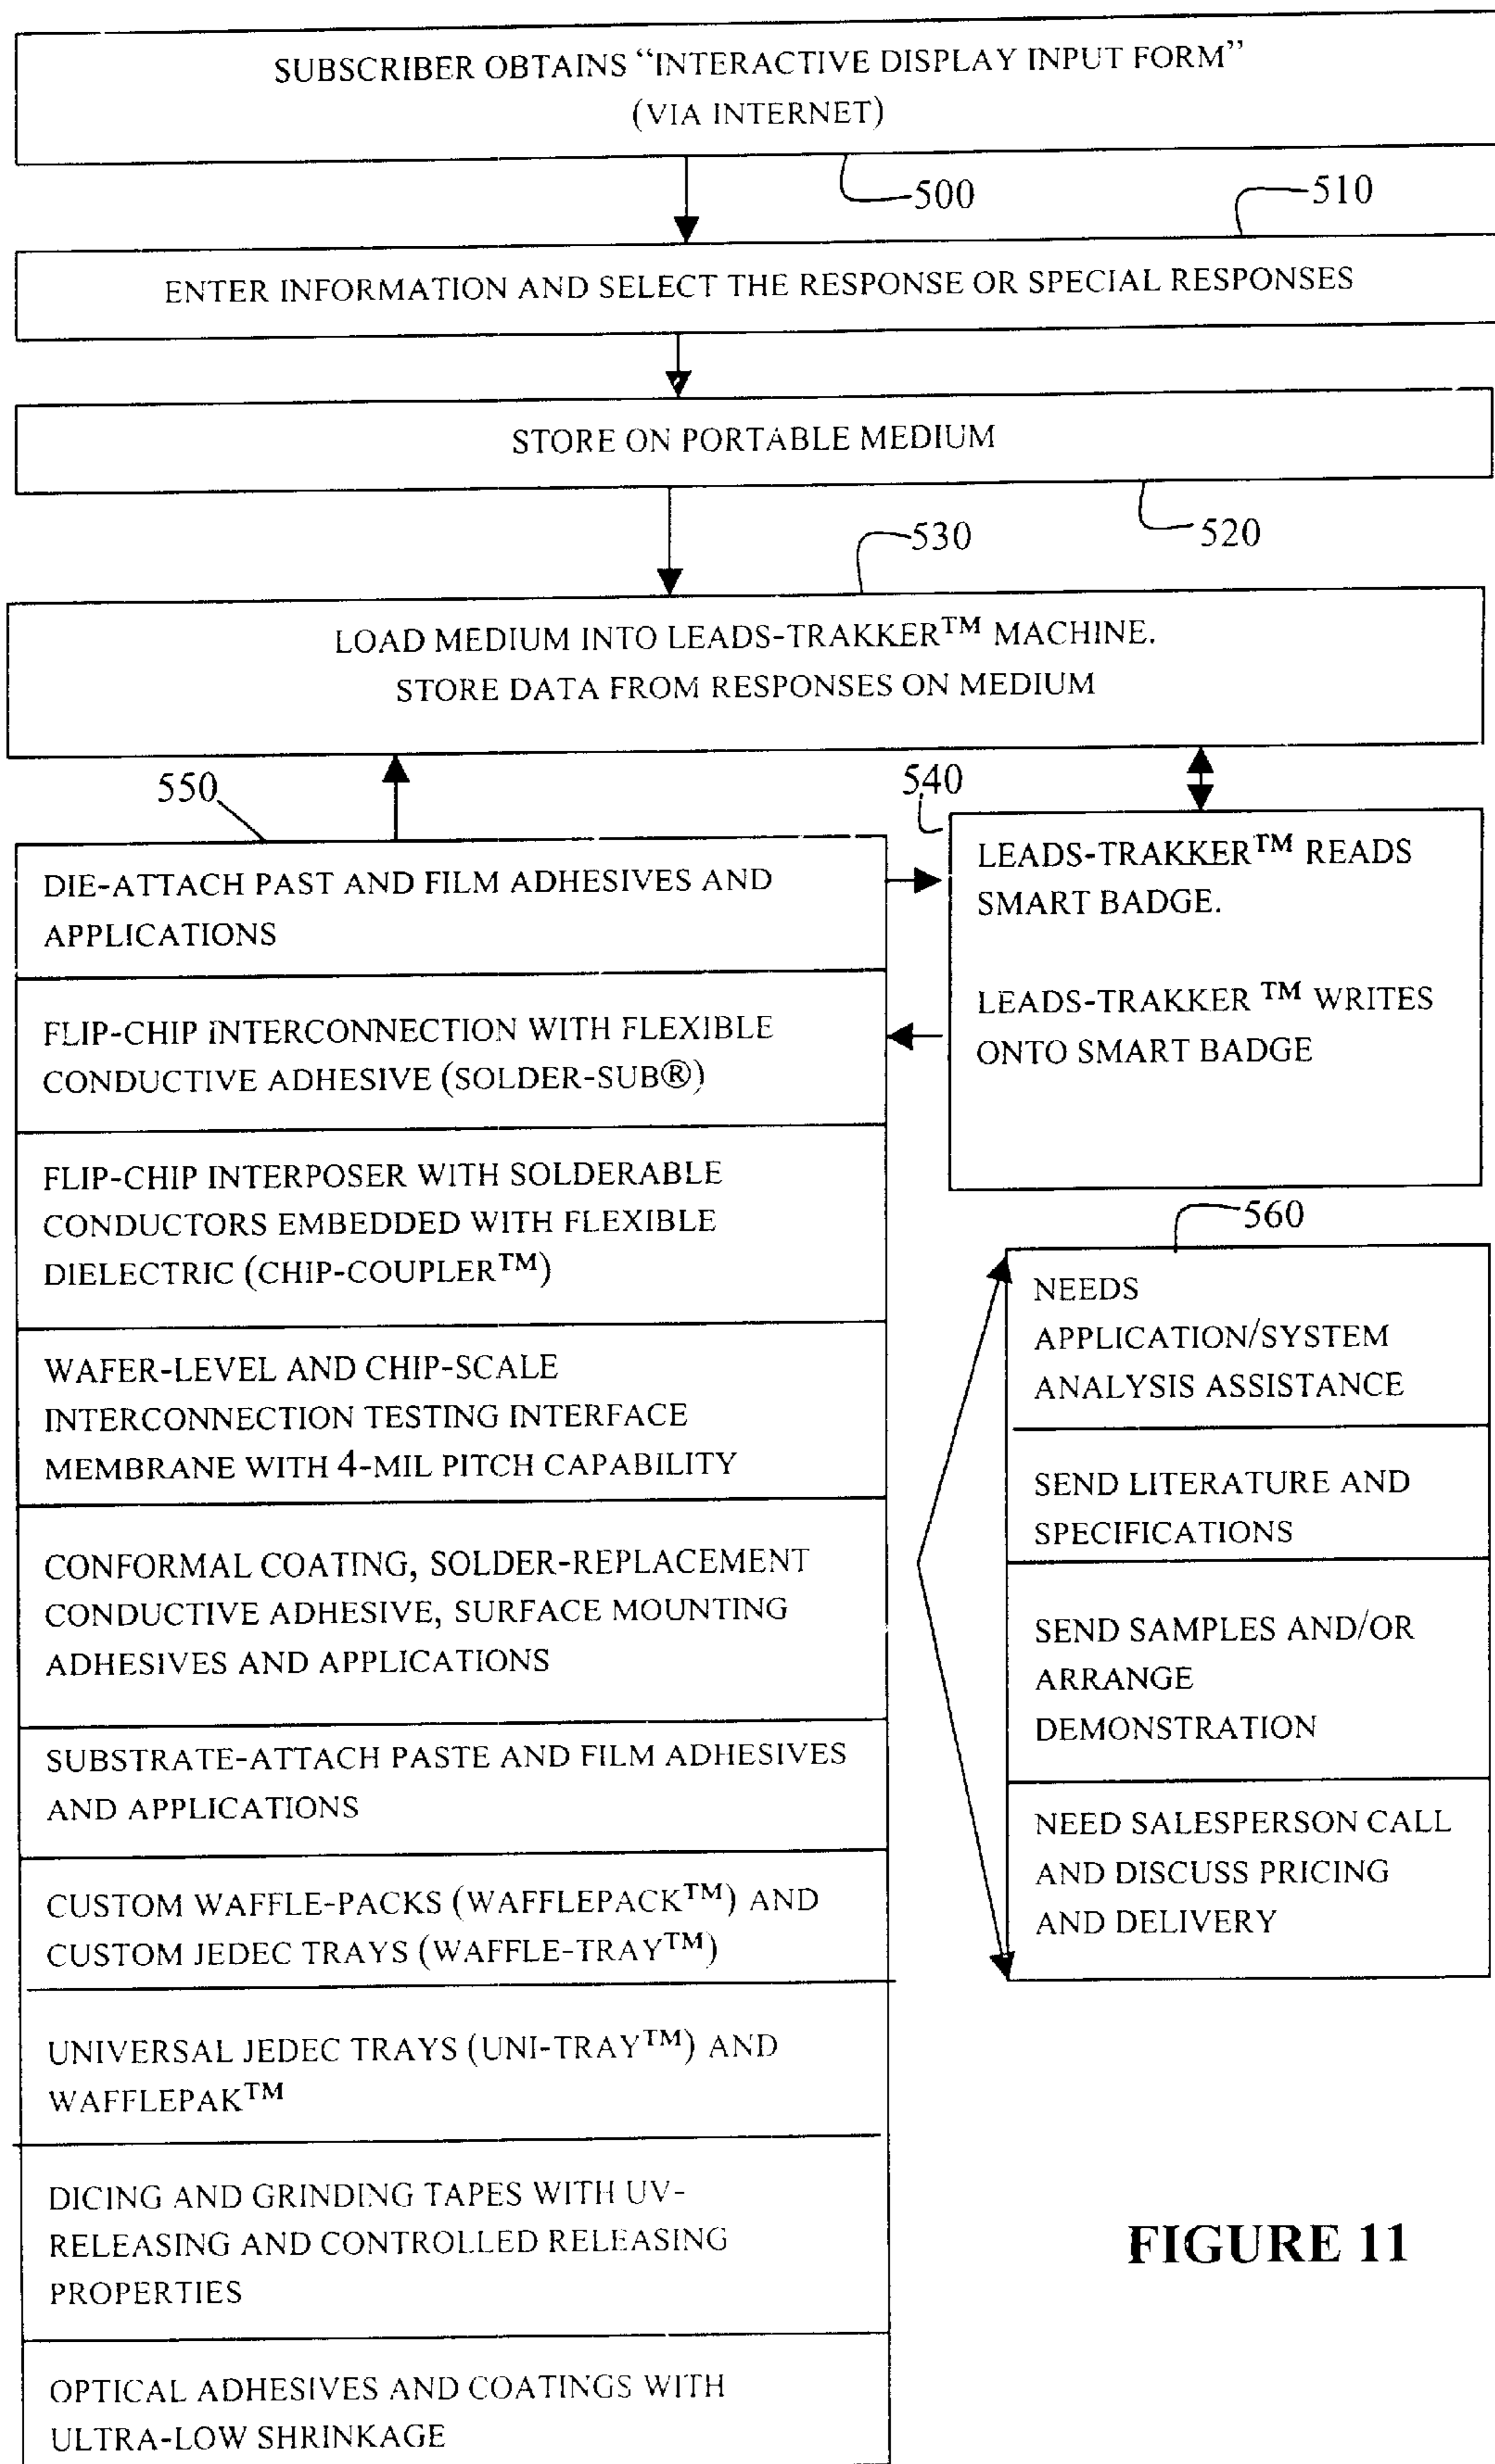 SUBSCRIBER OBTAINS “INTERACTIVE DISPLAY INPUT FORM”
(VIA INTERNET)
500
510
ENTER INFORMATION AND SELECT THE RESPONSE OR SPECIAL RESPONSES
STORE ON PORTABLE MEDIUM
520
530
LOAD MEDIUM INTO LEADS-TRAKKER™ MACHINE.
STORE DATA FROM RESPONSES ON MEDIUM
550
540
DIE-ATTACH PAST AND FILM ADHESIVES AND
APPLICATIONS
FLIP-CHIP INTERCONNECTION WITH FLEXIBLE
CONDUCTIVE ADHESIVE (SOLDER-SUB®)
FLIP-CHIP INTERPOSER WITH SOLDERABLE
CONDUCTORS EMBEDDED WITH FLEXIBLE
DIELECTRIC (CHIP-COUPLER™)
WAFER-LEVEL AND CHIP-SCALE
INTERCONNECTION TESTING INTERFACE
MEMBRANE WITH 4-MIL PITCH CAPABILITY
CONFORMAL COATING, SOLDER-REPLACEMENT
CONDUCTIVE ADHESIVE, SURFACE MOUNTING
ADHESIVES AND APPLICATIONS
SUBSTRATE-ATTACH PASTE AND FILM ADHESIVES
AND APPLICATIONS
CUSTOM WAFFLE-PACKS (WAFFLEPACK™) AND
CUSTOM JEDEC TRAYS (WAFFLE-TRAY™)
UNIVERSAL JEDEC TRAYS (UNI-TRAY™) AND
WAFFLEPAK™
DICING AND GRINDING TAPES WITH UV-
RELEASING AND CONTROLLED RELEASING
PROPERTIES
OPTICAL ADHESIVES AND COATINGS WITH
ULTRA-LOW SHRINKAGE
LEADS-TRAKKER™ READS
SMART BADGE.
LEADS-TRAKKER ™ WRITES
ONTO SMART BADGE
560
NEEDS
APPLICATION/SYSTEM
ANALYSIS ASSISTANCE
SEND LITERATURE AND
SPECIFICATIONS
SEND SAMPLES AND/OR
ARRANGE
DEMONSTRATION
NEED SALESPERSON CALL
AND DISCUSS PRICING
AND DELIVERY
FIGURE 11